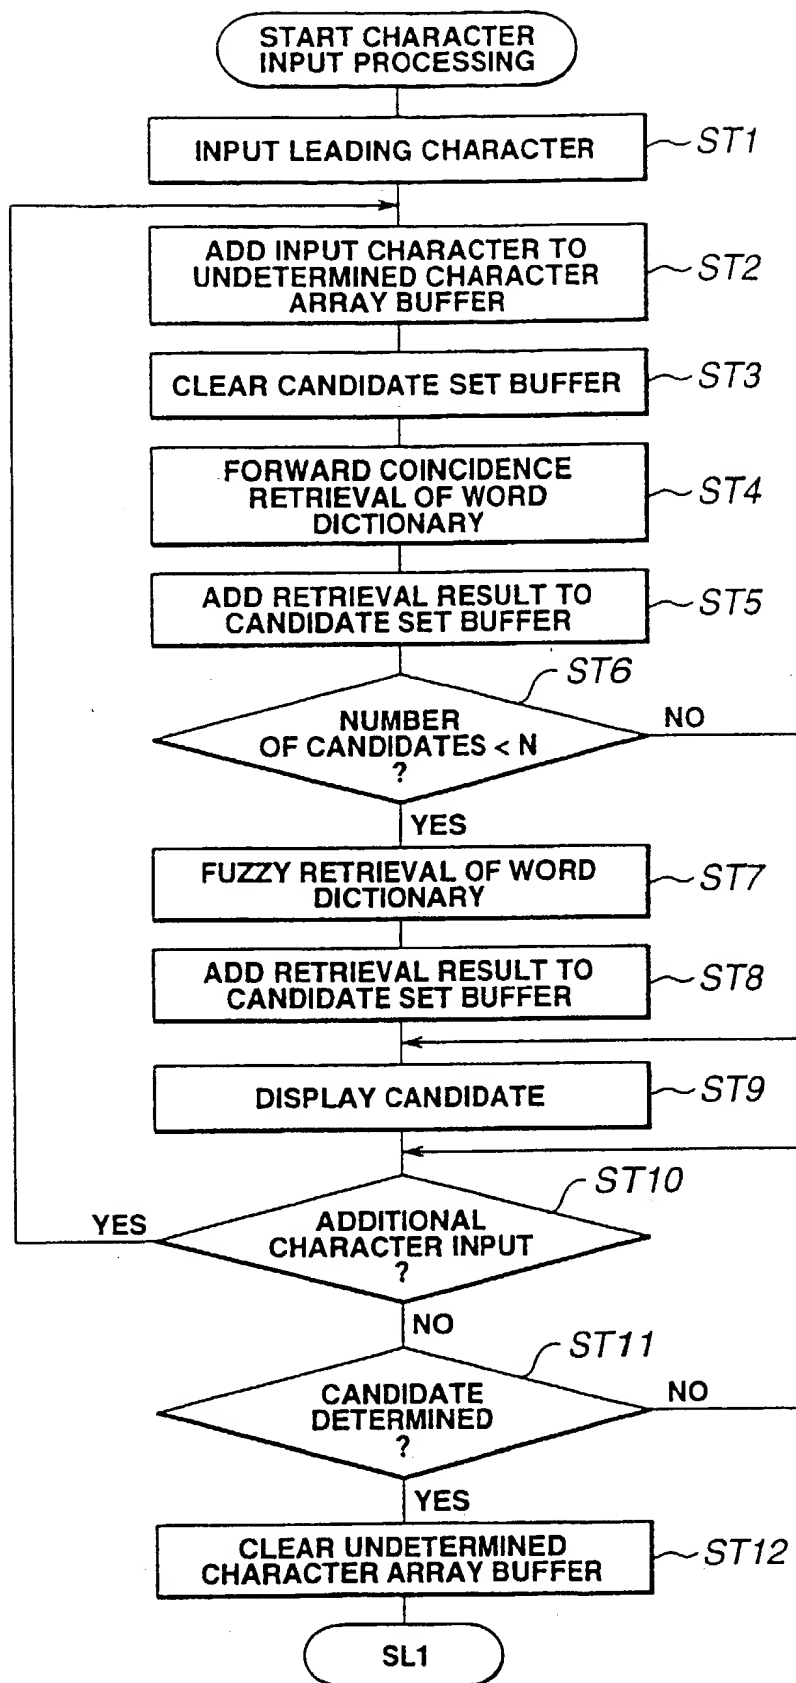 START CHARACTER
INPUT PROCESSING
INPUT LEADING CHARACTER
ST1
ADD INPUT CHARACTER TO
UNDETERMINED CHARACTER
ARRAY BUFFER
ST2
CLEAR CANDIDATE SET BUFFER
ST3
FORWARD COINCIDENCE
RETRIEVAL OF WORD
DICTIONARY
ST4
ADD RETRIEVAL RESULT TO
CANDIDATE SET BUFFER
ST5
ST6
NUMBER
OF CANDIDATES < N
?
NO
YES
FUZZY RETRIEVAL OF WORD
DICTIONARY
ST7
ADD RETRIEVAL RESULT TO
CANDIDATE SET BUFFER
ST8
DISPLAY CANDIDATE
ST9
ST10
YES
ADDITIONAL
CHARACTER INPUT
?
NO
ST11
CANDIDATE
DETERMINED
?
NO
YES
CLEAR UNDETERMINED
CHARACTER ARRAY BUFFER
ST12
SL1